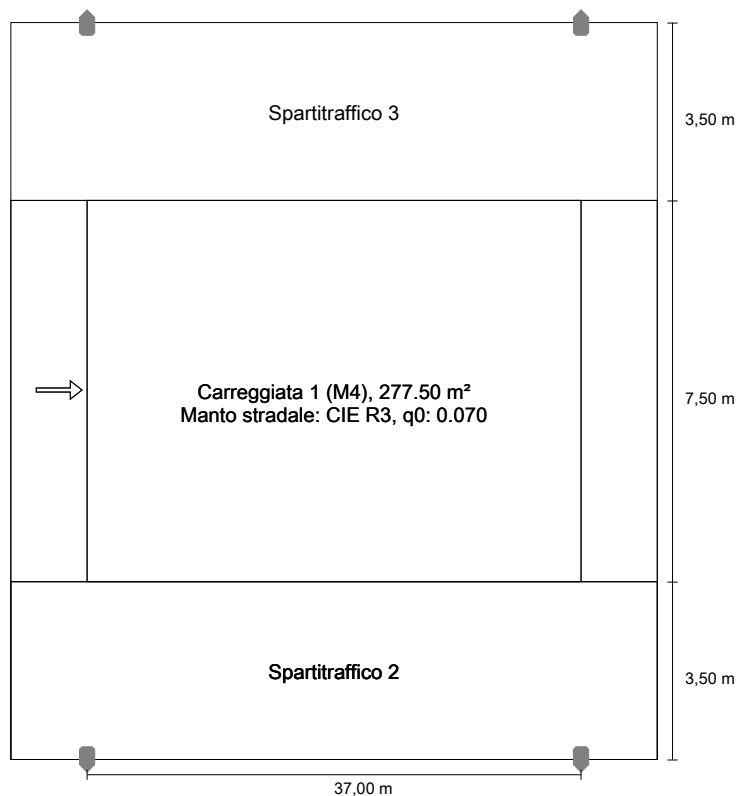 Spartitraffico 3
3,50 m
Carreggiata 1 (M4), 277.50 m²
Manto stradale: CIE R3, q0: 0.070
7,50 m
Spartitraffico 2
3,50 m
37,00 m